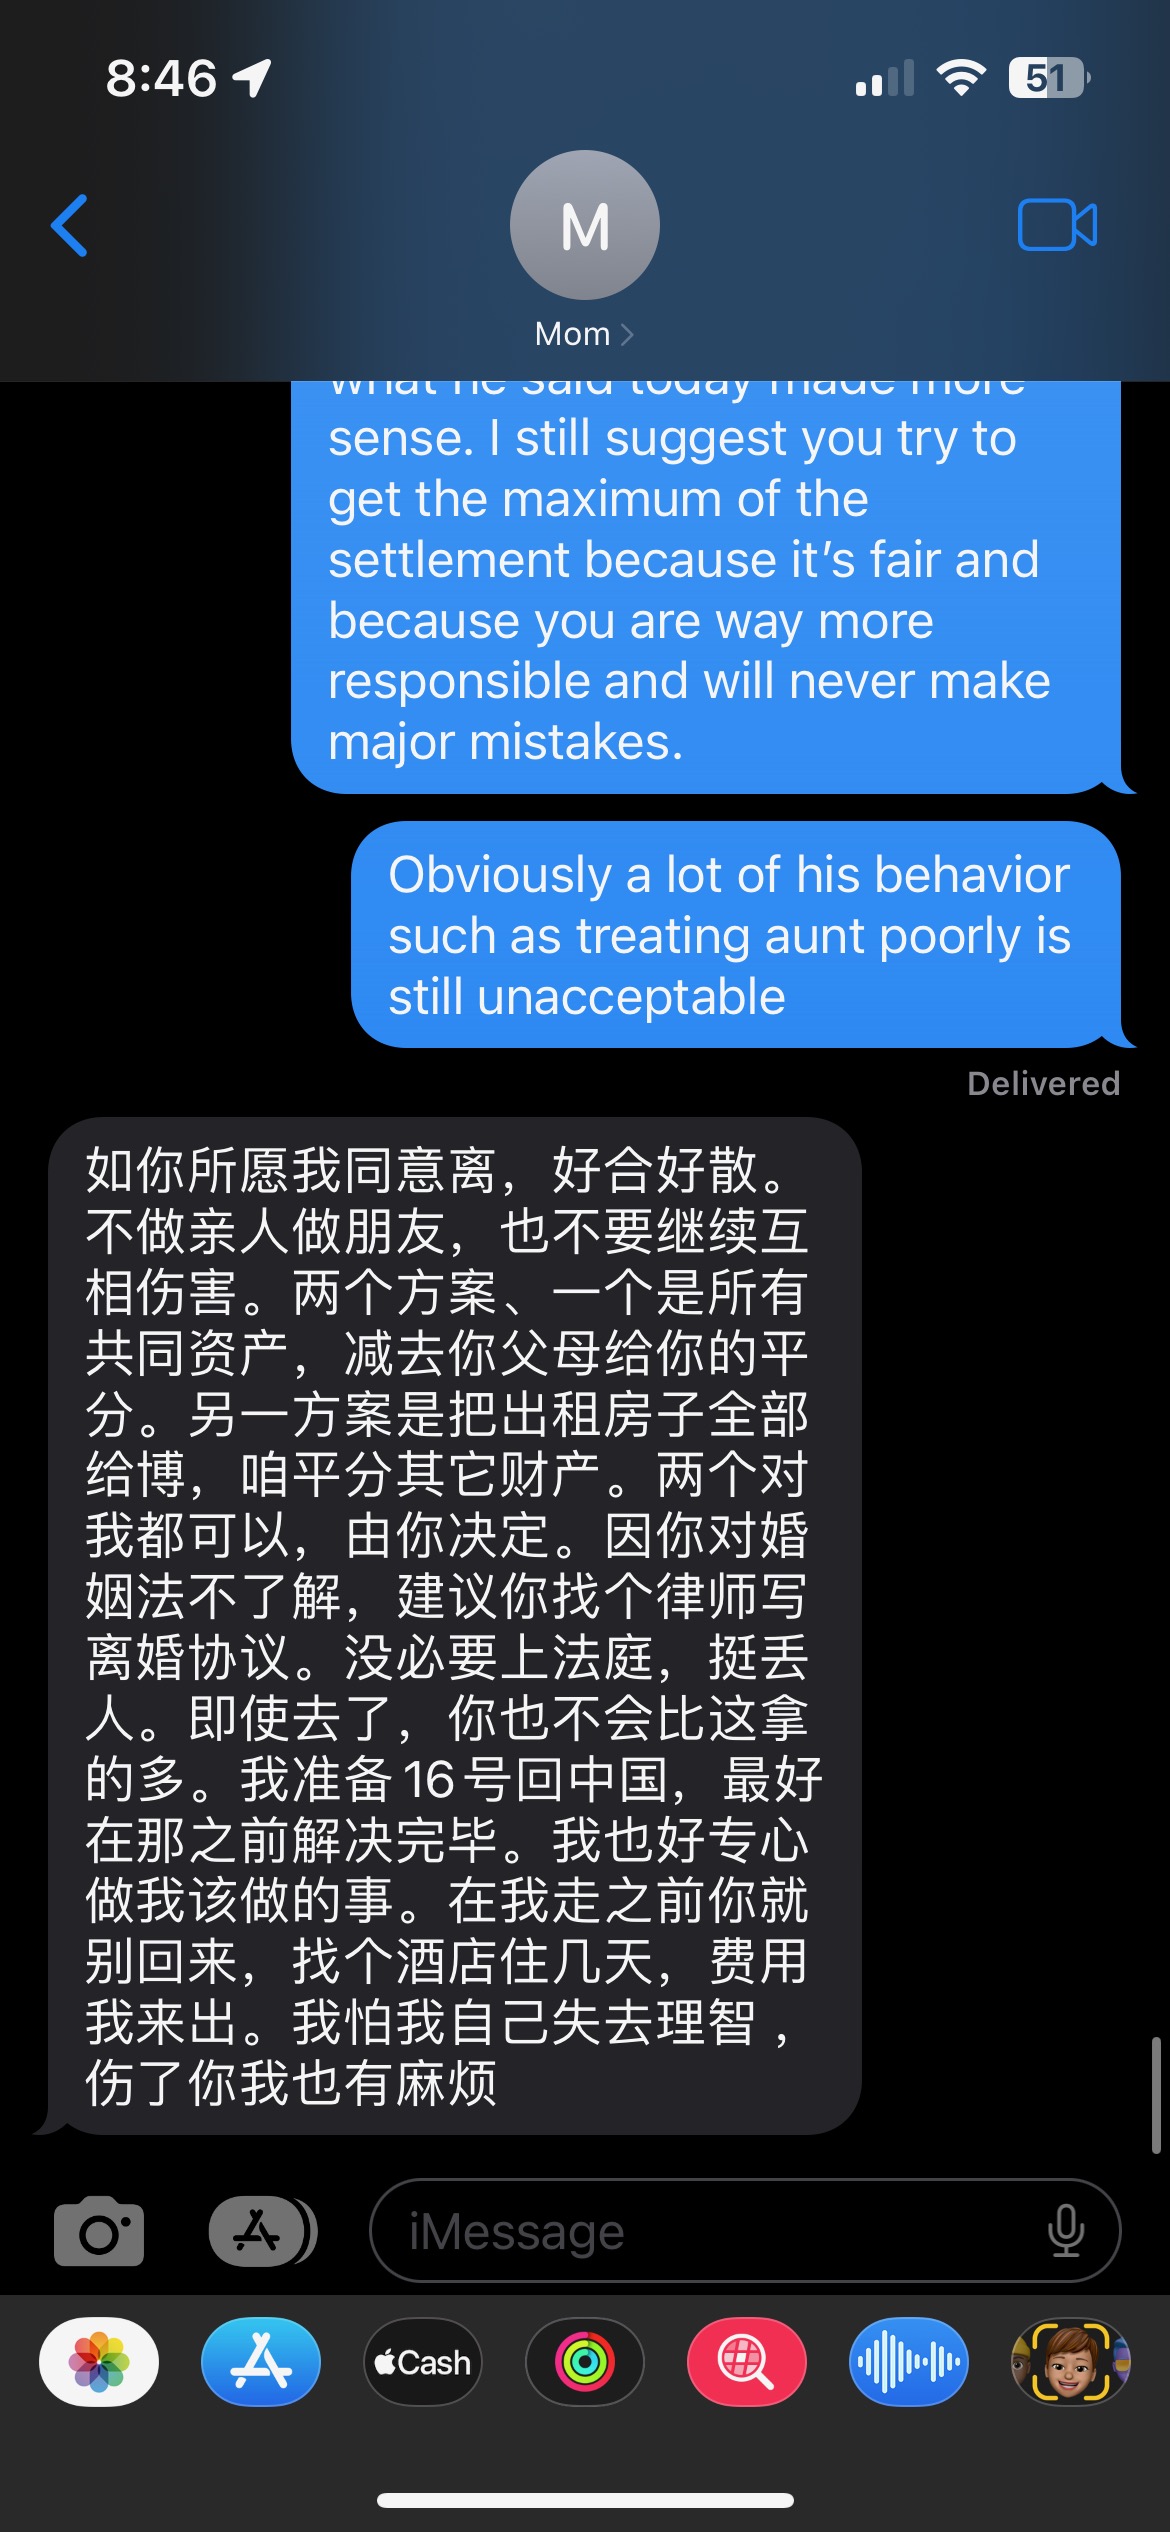 8:46
51
M
Mom
what he said today made more
sense. I still suggest you try to
get the maximum of the
settlement because it’s fair and
because you are way more
responsible and will never make
major mistakes.
Obviously a lot of his behavior
such as treating aunt poorly is
still unacceptable
Delivered
如你所愿我同意离，好合好散。
不做亲人做朋友，也不要继续互
相伤害。两个方案、一个是所有
共同资产，减去你父母给你的平
分。另一方案是把出租房子全部
给博，咱平分其它财产。两个对
我都可以，由你决定。因你对婚
姻法不了解，建议你找个律师写
离婚协议。没必要上法庭，挺丢
人。即使去了，你也不会比这拿
的多。我准备16号回中国，最好
在那之前解决完毕。我也好专心
做我该做的事。在我走之前你就
别回来，找个酒店住几天，费用
我来出。我怕我自己失去理智，
伤了你我也有麻烦
iMessage
Cash